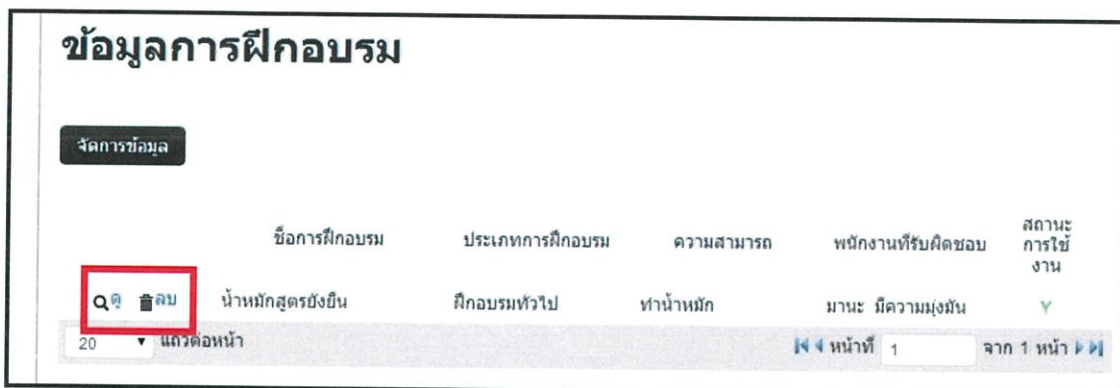 ข้อมูลการฝึกอบรม
จัดการข้อมูล
ชื่อการฝึกอบรม ประเภทการฝึกอบรม ความสามารถ พนักงานที่รับผิดชอบ สถานะ
การใช้
งาน
ดู ลบ น้ำหมักสูตรยั่งยืน ฝึกอบรมทั่วไป ทำน้ำหมัก มานะ มีความมุ่งมั่น Y
20 แถวต่อหน้า หน้าที่ 1 จาก 1 หน้า